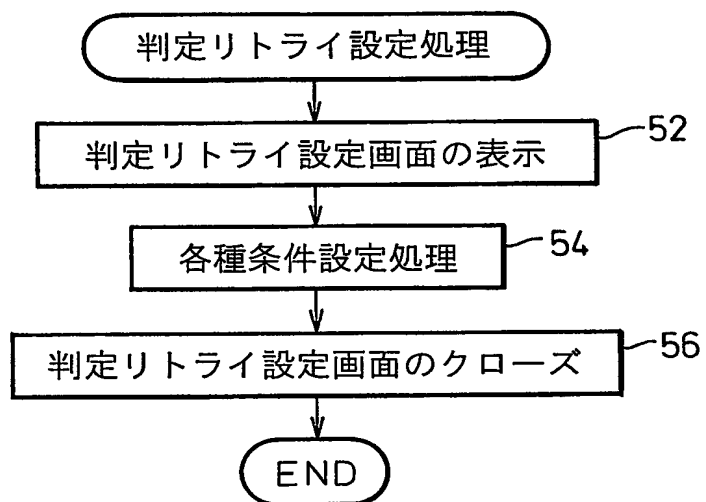 判定リトライ設定処理
判定リトライ設定画面の表示
52
各種条件設定処理
54
判定リトライ設定画面のクローズ
56
END